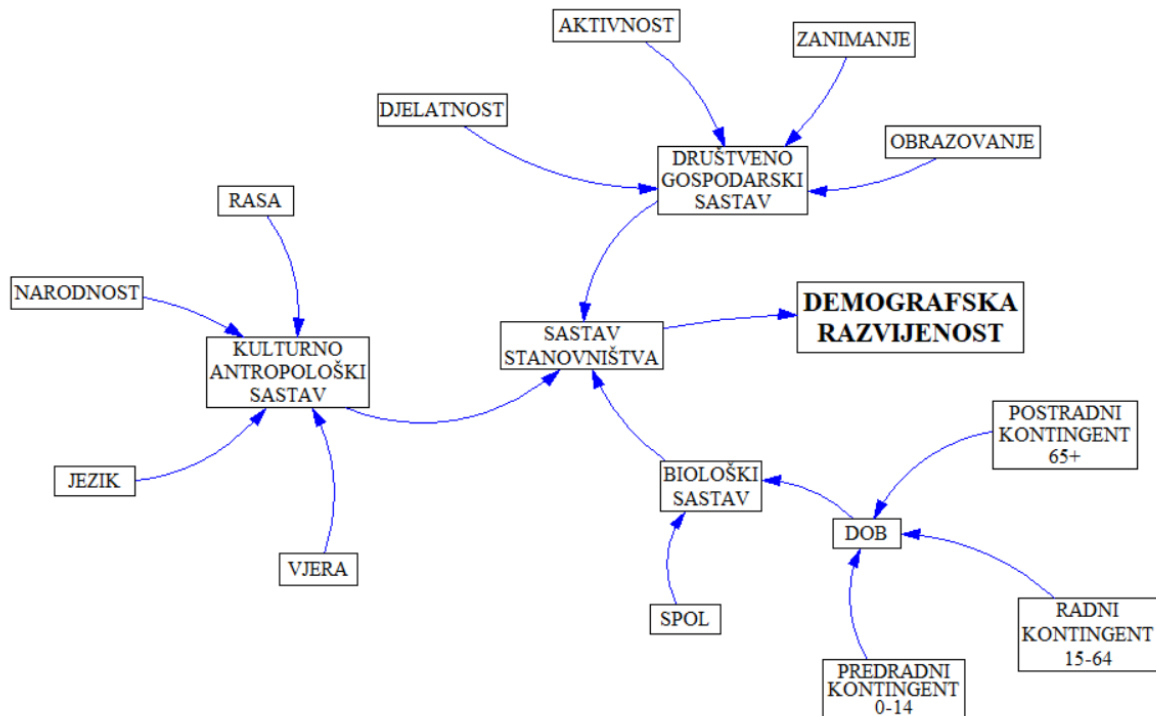 AKTIVNOST
ZANIMANJE
DJELATNOST
OBRAZOVANJE
DRUŠTVENO
GOSPODARSKI
SASTAV
RASA
NARODNOST
DEMOGRAFSKA
RAZVIJENOST
SASTAV
STANOVNIŠTVA
KULTURNO
ANTROPOLOŠKI
SASTAV
POSTRADNI
KONTINGENT
65+
JEZIK
BIOLOŠKI
SASTAV
DOB
VJERA
SPOL
RADNI
KONTINGENT
15-64
PREDRADNI
KONTINGENT
0-14